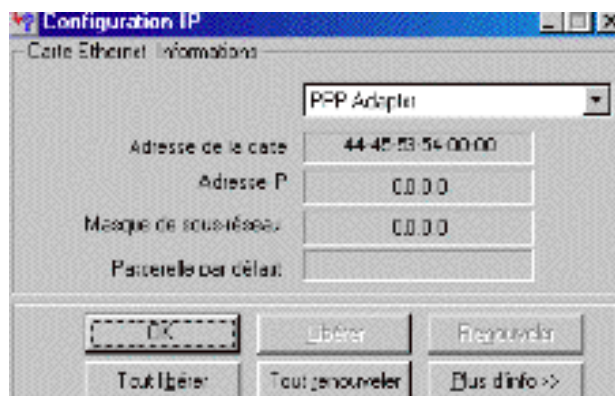 Configuration IP
Carte Ethernet Informations
PPP Adapter
Adresse de la carte 44-45-53-54-00-00
Adresse IP 0.0.0.0
Masque de sous-réseau 0.0.0.0
Passerelle par défaut
OK Libérer Renouveler
Tout libérer Tout renouveler Plus d'info >>